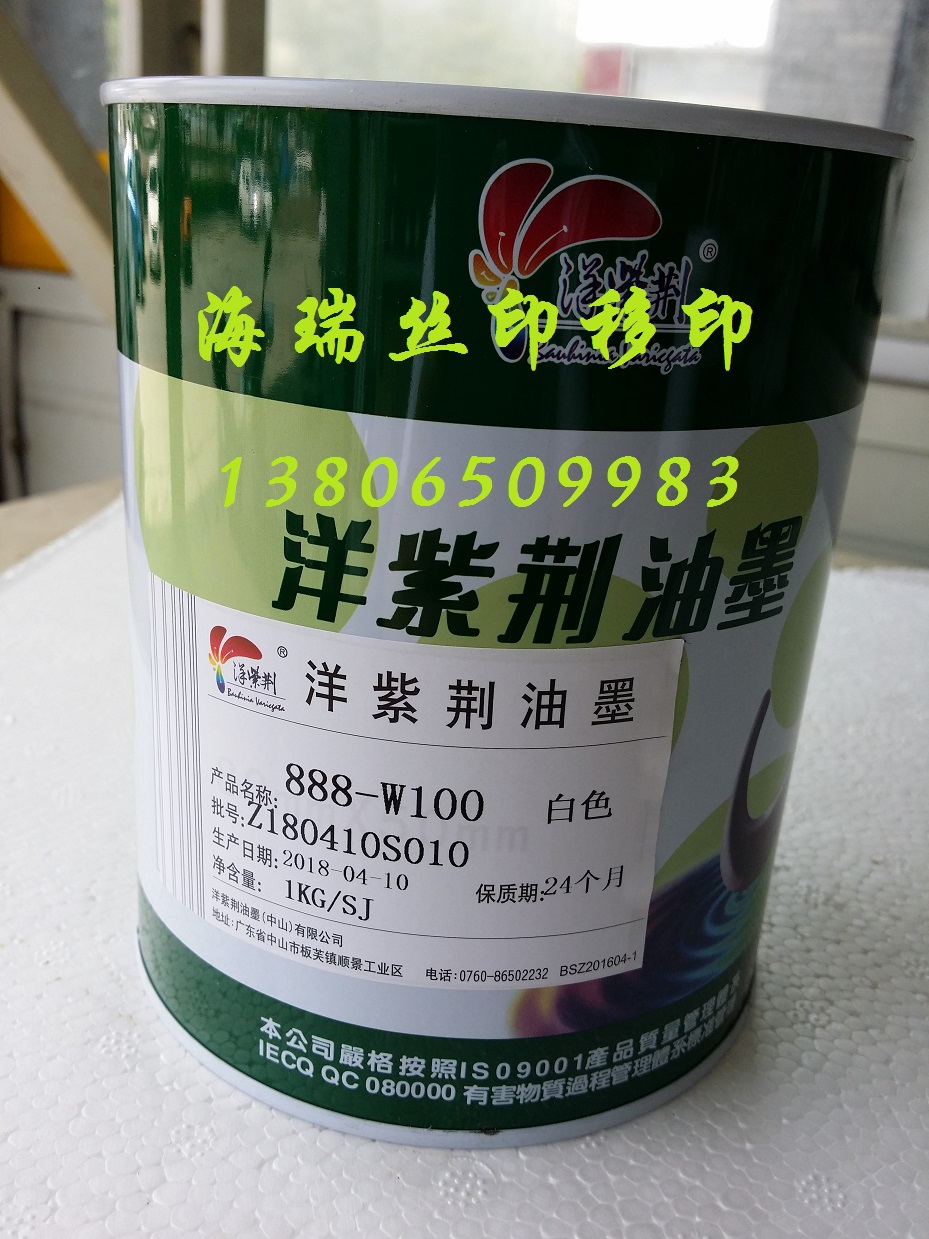 洋紫荆®
Bauhinia Variegata
海瑞丝印移印
13806509983
洋紫荆油墨
洋紫荆®
Bauhinia Variegata
洋紫荆油墨
产品名称: 888-W100 白色
批号: Z180410S010
生产日期: 2018-04-10
净含量: 1KG/SJ 保质期: 24个月
洋紫荆油墨(中山)有限公司
地址:广东省中山市板芙镇顺景工业区 电话:0760-86502232 BSZ201604-1
本公司嚴格按照ISO9001產品質量管理體系
IECQ QC 080000 有害物質過程管理體系標準